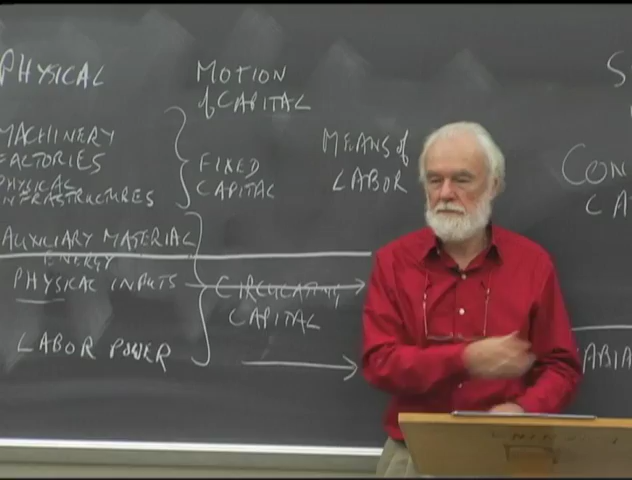 PHYSICAL
MACHINERY
FACTORIES
PHYSICAL
INFRASTRUCTURES
AUXILIARY MATERIAL
ENERGY
PHYSICAL INPUTS
LABOR POWER
MOTION
of CAPITAL
FIXED
CAPITAL
CIRCULATING
CAPITAL
MEANS of
LABOR
CON
CA